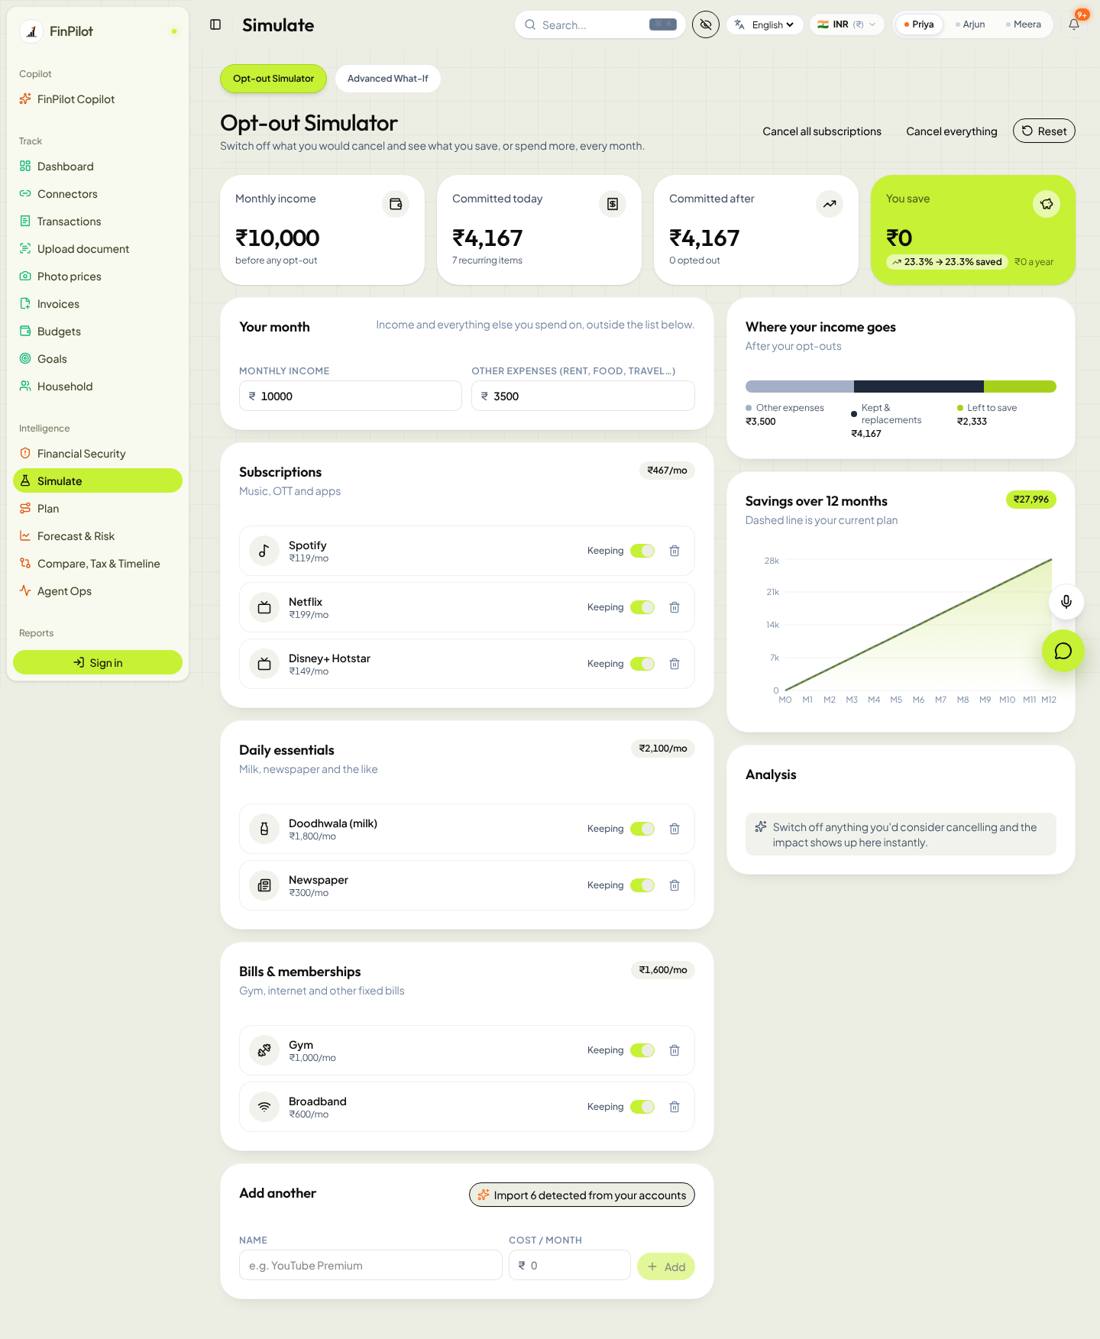 FinPilot
Copilot
FinPilot Copilot
Track
Dashboard
Connectors
Transactions
Upload document
Photo prices
Invoices
Budgets
Goals
Household
Intelligence
Financial Security
Simulate
Plan
Forecast & Risk
Compare, Tax & Timeline
Agent Ops
Reports
Sign in
Simulate
Search...
English
INR (₹)
Priya
Arjun
Meera
9+
Opt-out Simulator
Advanced What-If
Opt-out Simulator
Switch off what you would cancel and see what you save, or spend more, every month.
Cancel all subscriptions
Cancel everything
Reset
Monthly income
₹10,000
before any opt-out
Committed today
₹4,167
7 recurring items
Committed after
₹4,167
0 opted out
You save
₹0
23.3% → 23.3% saved
₹0 a year
Your month
Income and everything else you spend on, outside the list below.
MONTHLY INCOME
₹ 10000
OTHER EXPENSES (RENT, FOOD, TRAVEL…)
₹ 3500
Subscriptions
₹467/mo
Music, OTT and apps
Spotify
₹119/mo
Keeping
Netflix
₹199/mo
Keeping
Disney+ Hotstar
₹149/mo
Keeping
Daily essentials
₹2,100/mo
Milk, newspaper and the like
Doodhwala (milk)
₹1,800/mo
Keeping
Newspaper
₹300/mo
Keeping
Bills & memberships
₹1,600/mo
Gym, internet and other fixed bills
Gym
₹1,000/mo
Keeping
Broadband
₹600/mo
Keeping
Add another
Import 6 detected from your accounts
NAME
e.g. YouTube Premium
COST / MONTH
₹ 0
Add
Where your income goes
After your opt-outs
Other expenses
₹3,500
Kept &
replacements
₹4,167
Left to save
₹2,333
Savings over 12 months
₹27,996
Dashed line is your current plan
28k
21k
14k
7k
0
M0 M1 M2 M3 M4 M5 M6 M7 M8 M9 M10 M11 M12
Analysis
Switch off anything you'd consider cancelling and the
impact shows up here instantly.